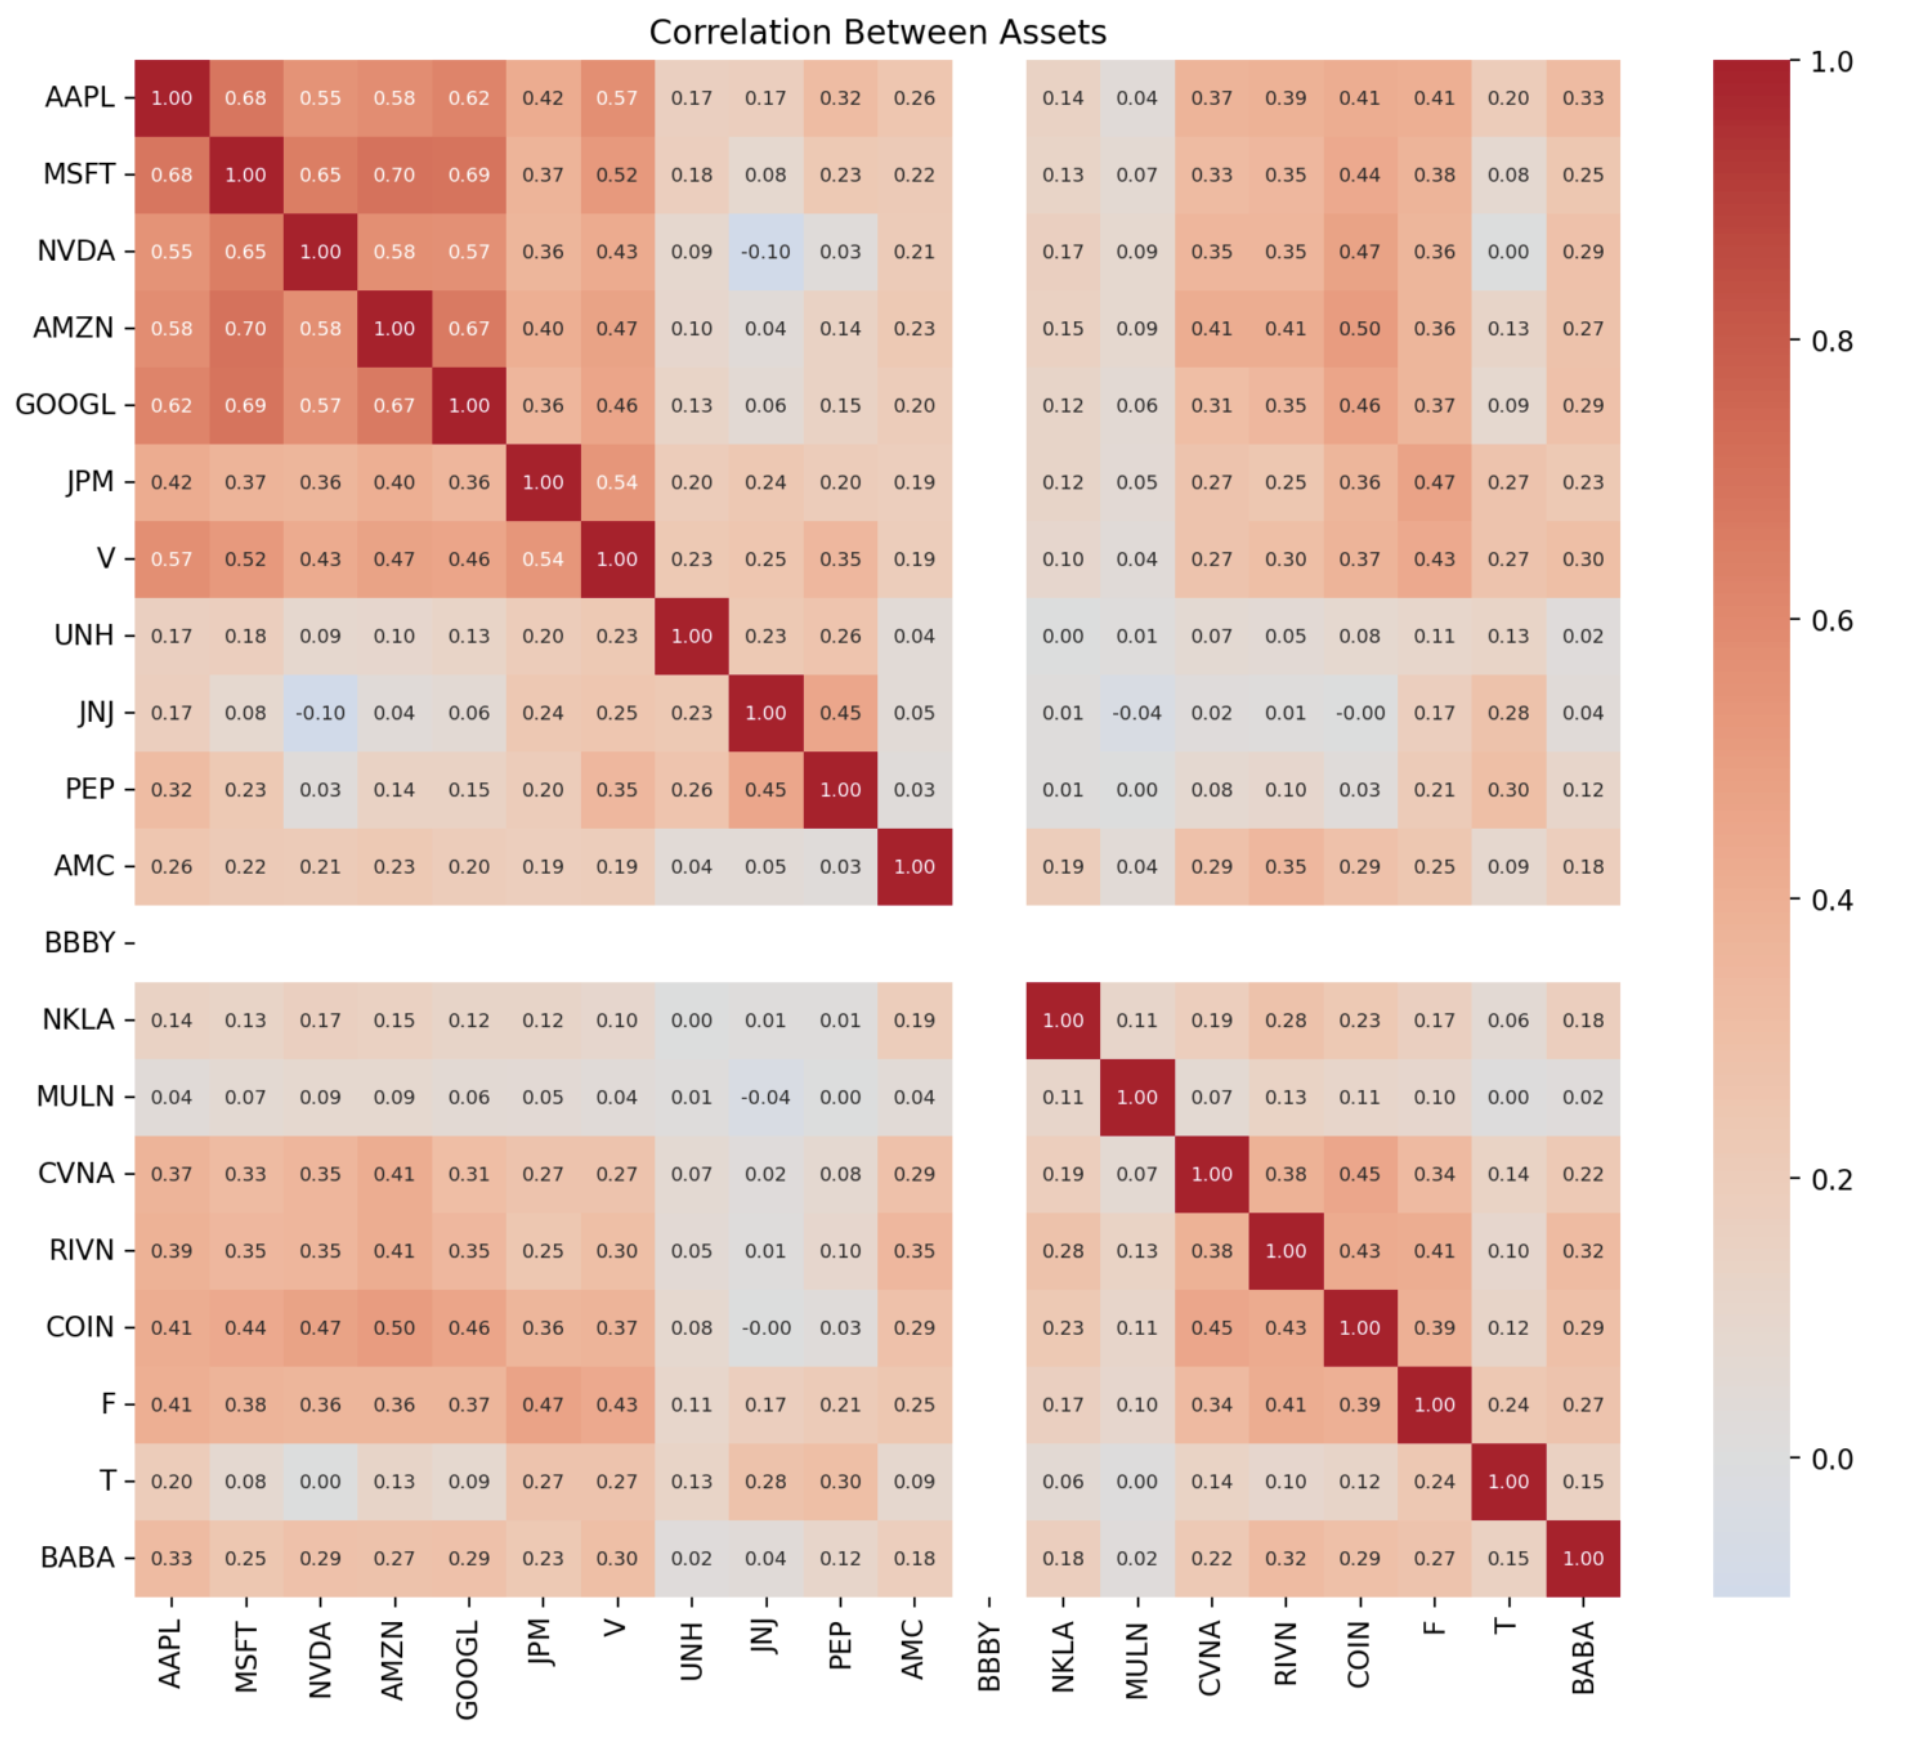 Correlation Between Assets
AAPL 1.00 0.68 0.55 0.58 0.62 0.42 0.57 0.17 0.17 0.32 0.26 0.14 0.04 0.37 0.39 0.41 0.41 0.20 0.33
MSFT 0.68 1.00 0.65 0.70 0.69 0.37 0.52 0.18 0.08 0.23 0.22 0.13 0.07 0.33 0.35 0.44 0.38 0.08 0.25
NVDA 0.55 0.65 1.00 0.58 0.57 0.36 0.43 0.09 -0.10 0.03 0.21 0.17 0.09 0.35 0.35 0.47 0.36 0.00 0.29
AMZN 0.58 0.70 0.58 1.00 0.67 0.40 0.47 0.10 0.04 0.14 0.23 0.15 0.09 0.41 0.41 0.50 0.36 0.13 0.27
GOOGL 0.62 0.69 0.57 0.67 1.00 0.36 0.46 0.13 0.06 0.15 0.20 0.12 0.06 0.31 0.35 0.46 0.37 0.09 0.29
JPM 0.42 0.37 0.36 0.40 0.36 1.00 0.54 0.20 0.24 0.20 0.19 0.12 0.05 0.27 0.25 0.36 0.47 0.27 0.23
V 0.57 0.52 0.43 0.47 0.46 0.54 1.00 0.23 0.25 0.35 0.19 0.10 0.04 0.27 0.30 0.37 0.43 0.27 0.30
UNH 0.17 0.18 0.09 0.10 0.13 0.20 0.23 1.00 0.23 0.26 0.04 0.00 0.01 0.07 0.05 0.08 0.11 0.13 0.02
JNJ 0.17 0.08 -0.10 0.04 0.06 0.24 0.25 0.23 1.00 0.45 0.05 0.01 -0.04 0.02 0.01 -0.00 0.17 0.28 0.04
PEP 0.32 0.23 0.03 0.14 0.15 0.20 0.35 0.26 0.45 1.00 0.03 0.01 0.00 0.08 0.10 0.03 0.21 0.30 0.12
AMC 0.26 0.22 0.21 0.23 0.20 0.19 0.19 0.04 0.05 0.03 1.00 0.19 0.04 0.29 0.35 0.29 0.25 0.09 0.18
BBBY
NKLA 0.14 0.13 0.17 0.15 0.12 0.12 0.10 0.00 0.01 0.01 0.19 1.00 0.11 0.19 0.28 0.23 0.17 0.06 0.18
MULN 0.04 0.07 0.09 0.09 0.06 0.05 0.04 0.01 -0.04 0.00 0.04 0.11 1.00 0.07 0.13 0.11 0.10 0.00 0.02
CVNA 0.37 0.33 0.35 0.41 0.31 0.27 0.27 0.07 0.02 0.08 0.29 0.19 0.07 1.00 0.38 0.45 0.34 0.14 0.22
RIVN 0.39 0.35 0.35 0.41 0.35 0.25 0.30 0.05 0.01 0.10 0.35 0.28 0.13 0.38 1.00 0.43 0.41 0.10 0.32
COIN 0.41 0.44 0.47 0.50 0.46 0.36 0.37 0.08 -0.00 0.03 0.29 0.23 0.11 0.45 0.43 1.00 0.39 0.12 0.29
F 0.41 0.38 0.36 0.36 0.37 0.47 0.43 0.11 0.17 0.21 0.25 0.17 0.10 0.34 0.41 0.39 1.00 0.24 0.27
T 0.20 0.08 0.00 0.13 0.09 0.27 0.27 0.13 0.28 0.30 0.09 0.06 0.00 0.14 0.10 0.12 0.24 1.00 0.15
BABA 0.33 0.25 0.29 0.27 0.29 0.23 0.30 0.02 0.04 0.12 0.18 0.18 0.02 0.22 0.32 0.29 0.27 0.15 1.00
AAPL MSFT NVDA AMZN GOOGL JPM V UNH JNJ PEP AMC BBBY NKLA MULN CVNA RIVN COIN F T BABA
1.0
0.8
0.6
0.4
0.2
0.0